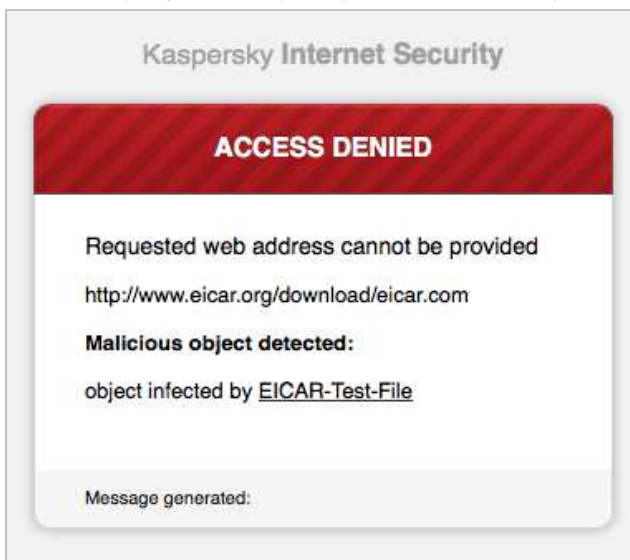 Kaspersky Internet Security
ACCESS DENIED
Requested web address cannot be provided
http://www.eicar.org/download/eicar.com
Malicious object detected:
object infected by EICAR-Test-File
Message generated: